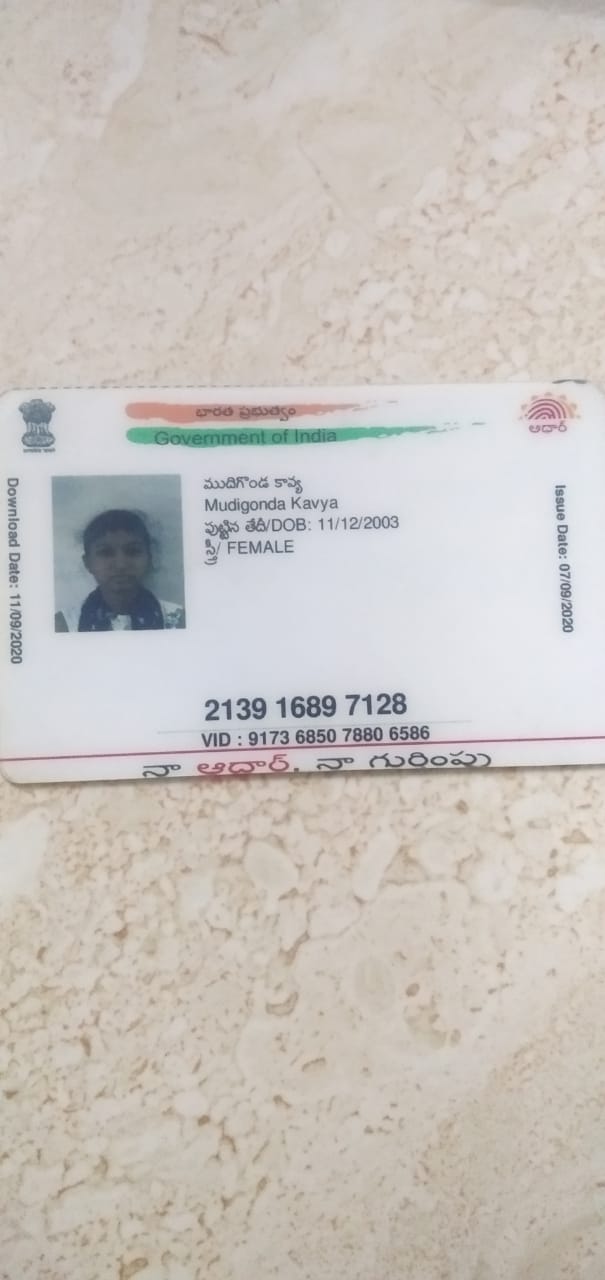 భారత ప్రభుత్వం
Government of India
ఆధార్
ముదిగొండ కావ్య
Mudigonda Kavya
పుట్టిన తేదీ/DOB: 11/12/2003
స్త్రీ/ FEMALE
Download Date: 11/09/2020
Issue Date: 07/09/2020
2139 1689 7128
VID : 9173 6850 7880 6586
నా ఆధార్, నా గుర్తింపు